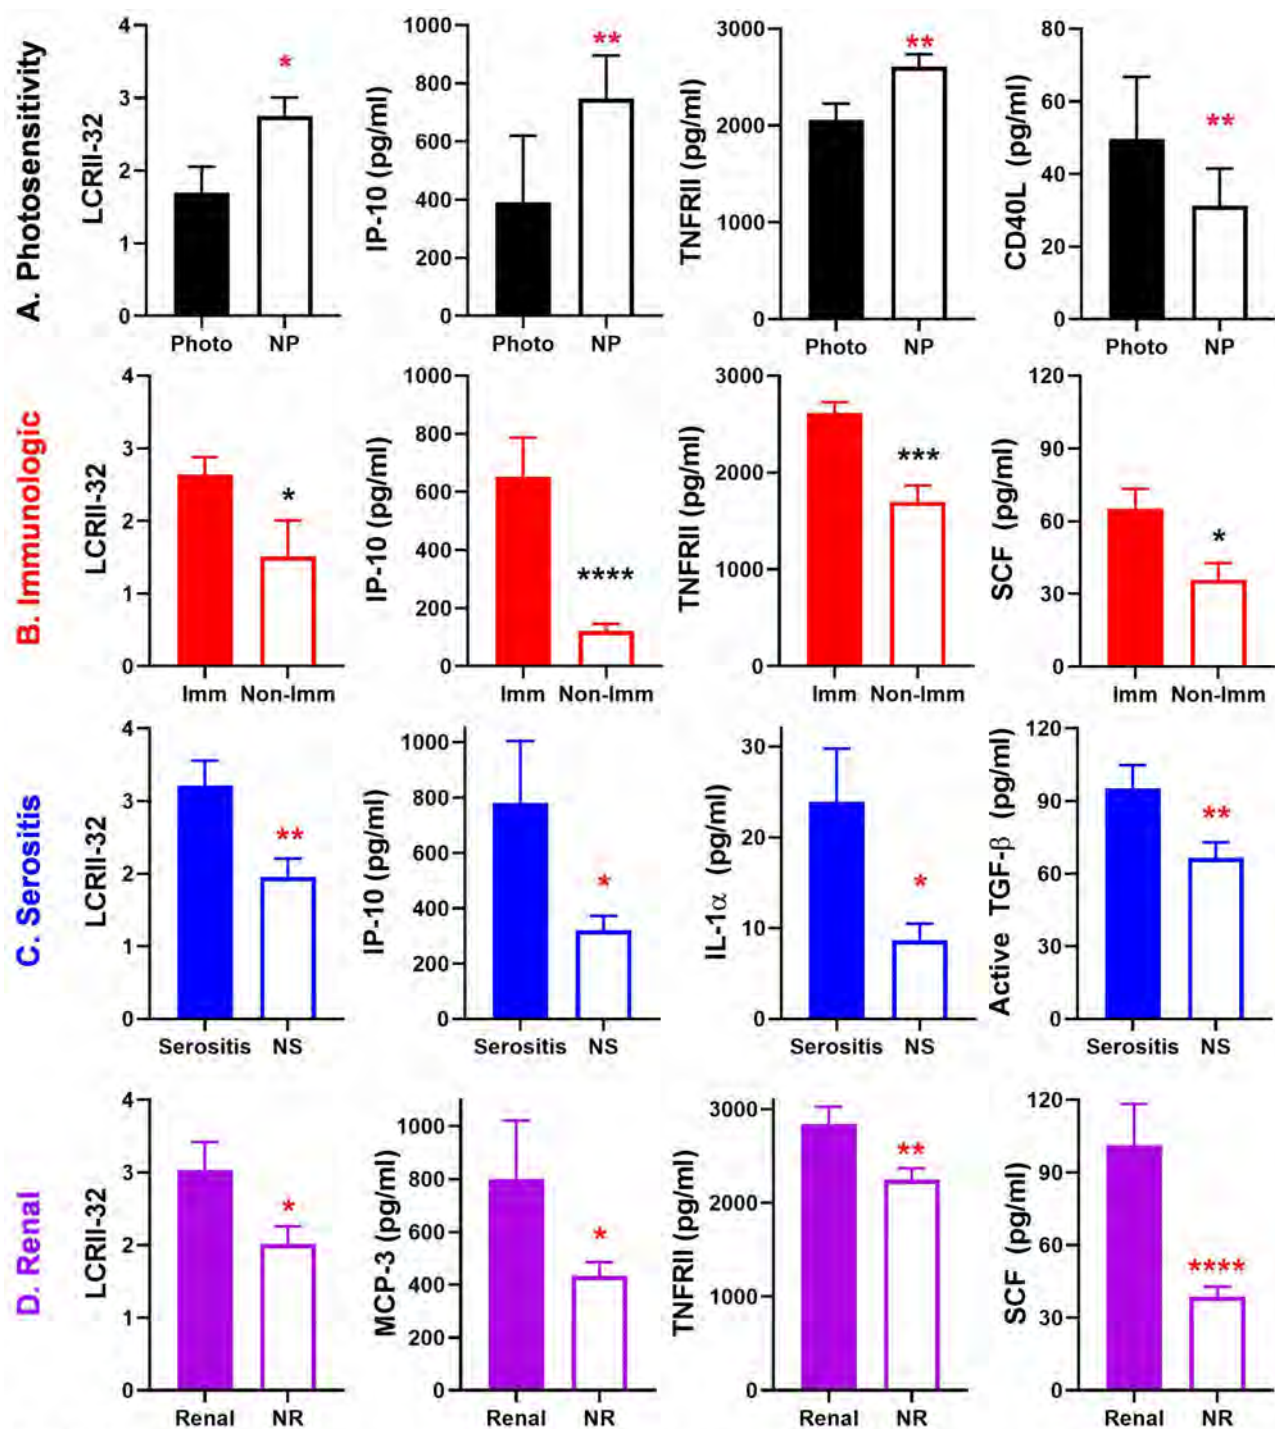 A. Photosensitivity
LCRII-32
4
3
2
1
0
*
Photo NP
IP-10 (pg/ml)
1000
800
600
400
200
0
**
Photo NP
TNFRII (pg/ml)
3000
2000
1000
0
**
Photo NP
CD40L (pg/ml)
80
60
40
20
0
**
Photo NP
B. Immunologic
LCRII-32
4
3
2
1
0
*
Imm Non-Imm
IP-10 (pg/ml)
1000
800
600
400
200
0
****
Imm Non-Imm
TNFRII (pg/ml)
3000
2000
1000
0
***
Imm Non-Imm
SCF (pg/ml)
120
90
60
30
0
*
Imm Non-Imm
C. Serositis
LCRII-32
4
3
2
1
0
**
Serositis NS
IP-10 (pg/ml)
1000
800
600
400
200
0
*
Serositis NS
IL-1α (pg/ml)
30
20
10
0
*
Serositis NS
Active TGF-β (pg/ml)
120
90
60
30
0
**
Serositis NS
D. Renal
LCRII-32
4
3
2
1
0
*
Renal NR
MCP-3 (pg/ml)
1000
800
600
400
200
0
*
Renal NR
TNFRII (pg/ml)
3000
2000
1000
0
**
Renal NR
SCF (pg/ml)
120
90
60
30
0
****
Renal NR